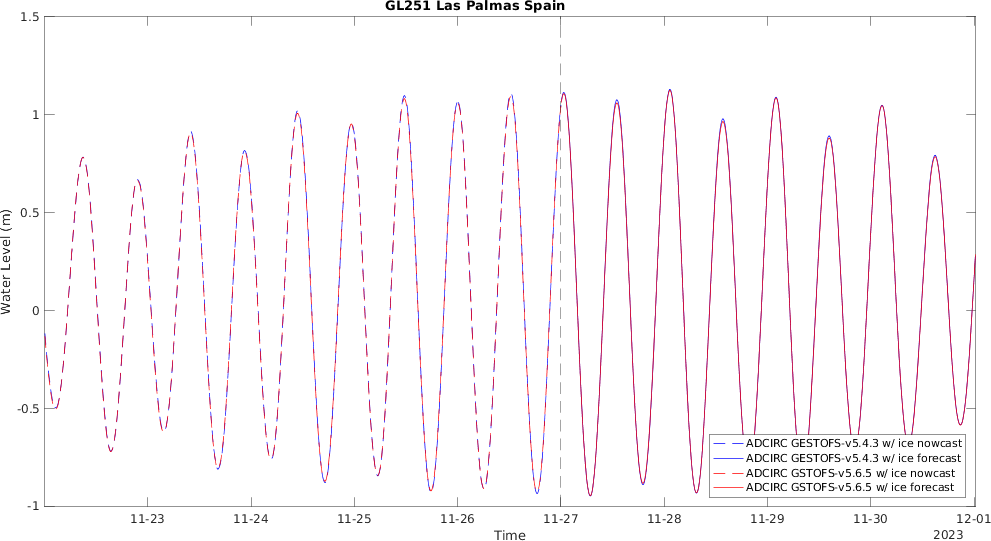 GL251 Las Palmas Spain
Water Level (m)
1.5
1
0.5
0
-0.5
-1
ADCIRC GESTOFS-v5.4.3 w/ ice nowcast
ADCIRC GESTOFS-v5.4.3 w/ ice forecast
ADCIRC GSTOFS-v5.6.5 w/ ice nowcast
ADCIRC GSTOFS-v5.6.5 w/ ice forecast
11-23 11-24 11-25 11-26 11-27 11-28 11-29 11-30 12-01
Time
2023